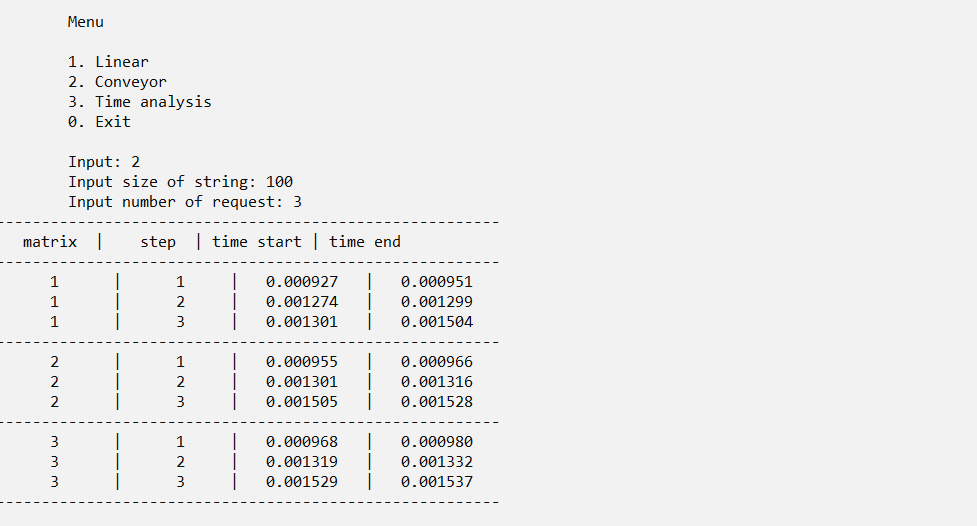 Menu
1. Linear
2. Conveyor
3. Time analysis
0. Exit
Input: 2
Input size of string: 100
Input number of request: 3
--------------------------------------------------------
matrix | step | time start | time end
--------------------------------------------------------
1 | 1 | 0.000927 | 0.000951
1 | 2 | 0.001274 | 0.001299
1 | 3 | 0.001301 | 0.001504
--------------------------------------------------------
2 | 1 | 0.000955 | 0.000966
2 | 2 | 0.001301 | 0.001316
2 | 3 | 0.001505 | 0.001528
--------------------------------------------------------
3 | 1 | 0.000968 | 0.000980
3 | 2 | 0.001319 | 0.001332
3 | 3 | 0.001529 | 0.001537
--------------------------------------------------------